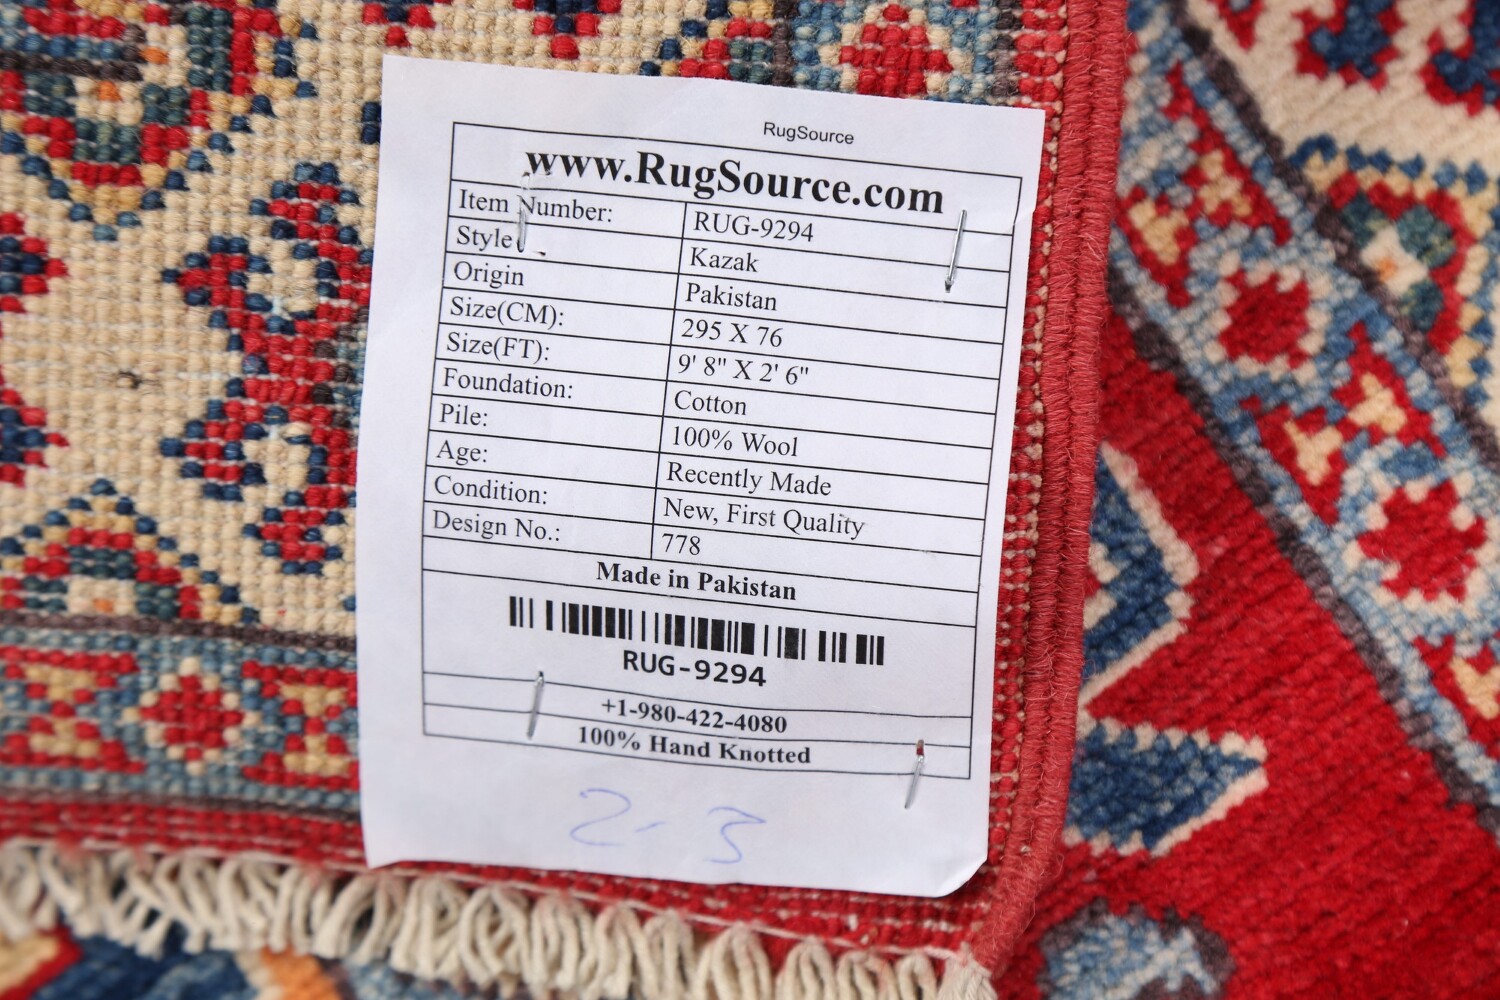 RugSource
www.RugSource.com
Item Number: RUG-9294
Style: Kazak
Origin Pakistan
Size(CM): 295 X 76
Size(FT): 9' 8" X 2' 6"
Foundation: Cotton
Pile: 100% Wool
Age: Recently Made
Condition: New, First Quality
Design No.: 778
Made in Pakistan
RUG-9294
+1-980-422-4080
100% Hand Knotted
2-3